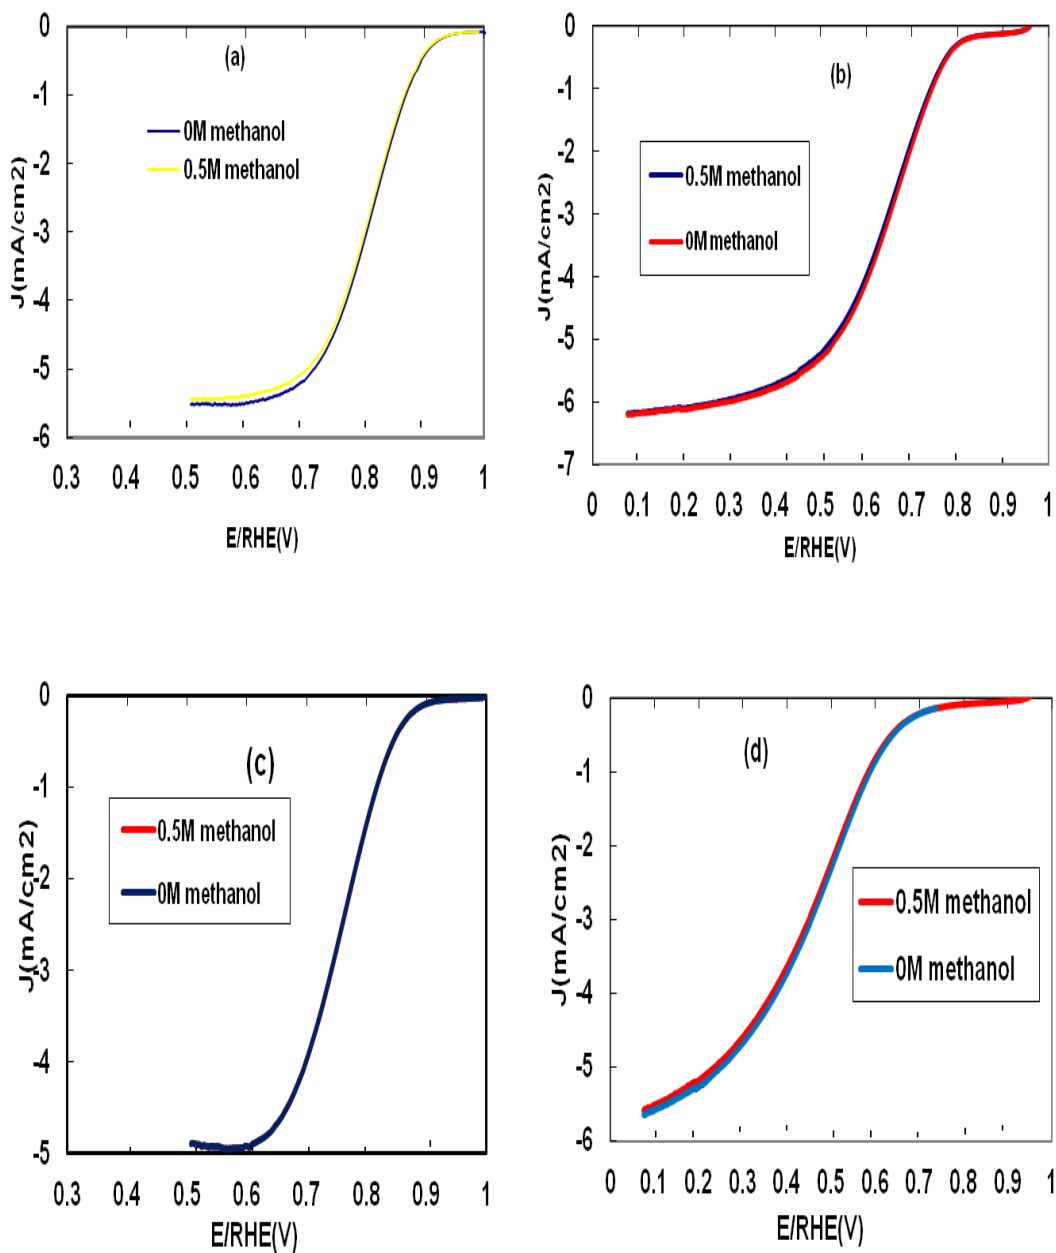 0
-1
-2
-3
-4
-5
-6
J(mA/cm2)
(a)
0M methanol
0.5M methanol
0.3 0.4 0.5 0.6 0.7 0.8 0.9 1
E/RHE(V)
0
-1
-2
-3
-4
-5
-6
-7
J(mA/cm2)
(b)
0.5M methanol
0M methanol
0 0.1 0.2 0.3 0.4 0.5 0.6 0.7 0.8 0.9 1
E/RHE(V)
0
-1
-2
-3
-4
-5
J(mA/cm2)
(c)
0.5M methanol
0M methanol
0.3 0.4 0.5 0.6 0.7 0.8 0.9 1
E/RHE(V)
0
-1
-2
-3
-4
-5
-6
J(mA/cm2)
(d)
0.5M methanol
0M methanol
0 0.1 0.2 0.3 0.4 0.5 0.6 0.7 0.8 0.9 1
E/RHE(V)